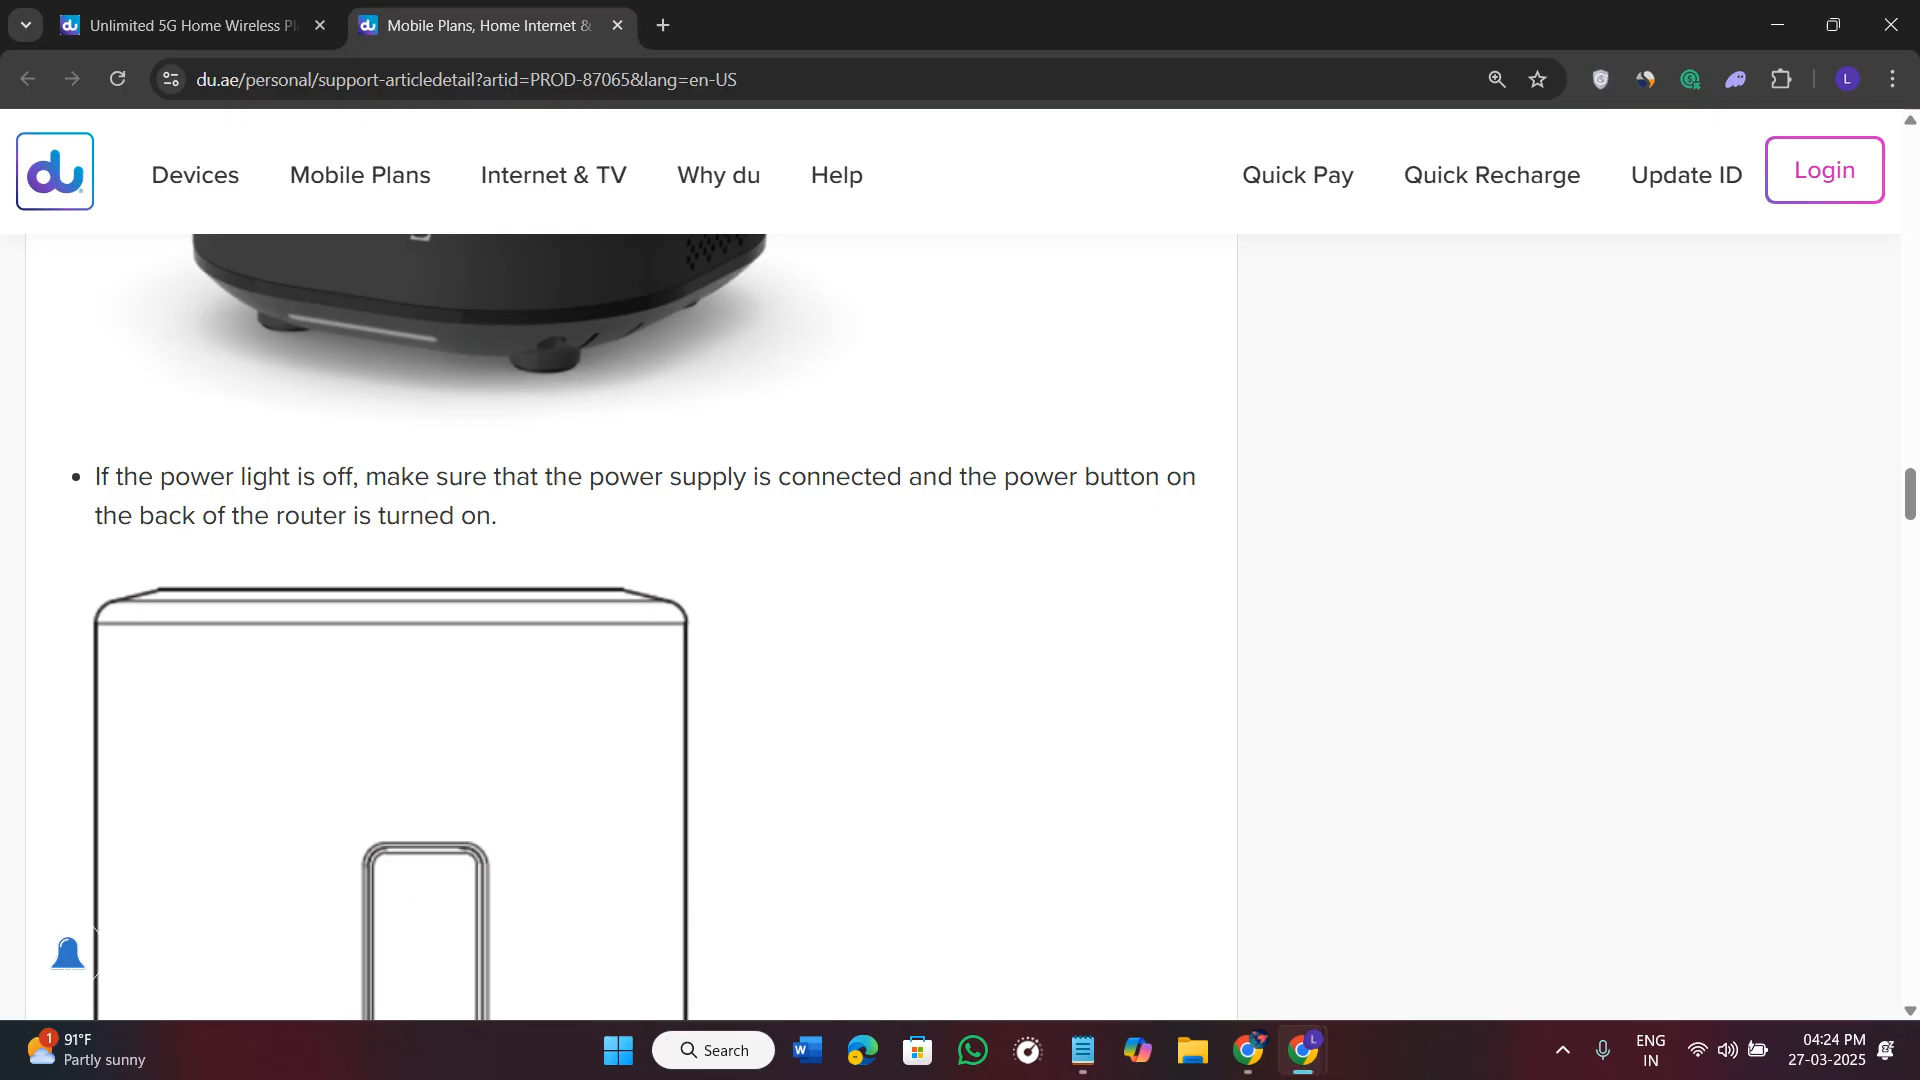 Unlimited 5G Home Wireless Pl
Mobile Plans, Home Internet &
du.ae/personal/support-articledetail?artid=PROD-87065&lang=en-US
L
du
Devices
Mobile Plans
Internet & TV
Why du
Help
Quick Pay
Quick Recharge
Update ID
Login
• If the power light is off, make sure that the power supply is connected and the power button on
the back of the router is turned on.
1
91°F
Partly sunny
Search
W
L
ENG
IN
04:24 PM
27-03-2025